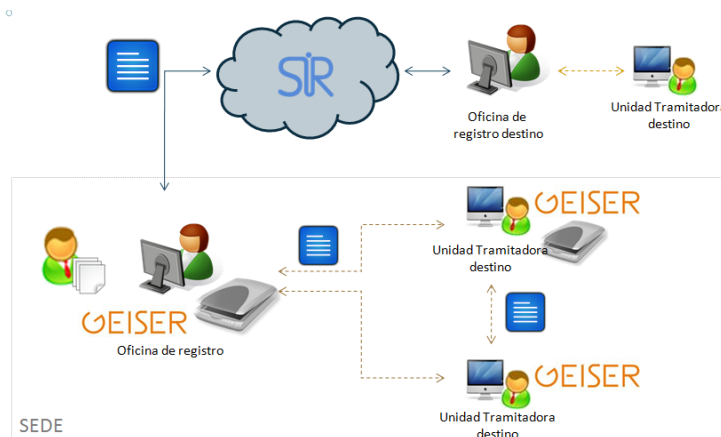 SIR
Oficina de
registro destino
Unidad Tramitadora
destino
GEISER
Unidad Tramitadora
destino
GEISER
Oficina de registro
GEISER
Unidad Tramitadora
destino
SEDE